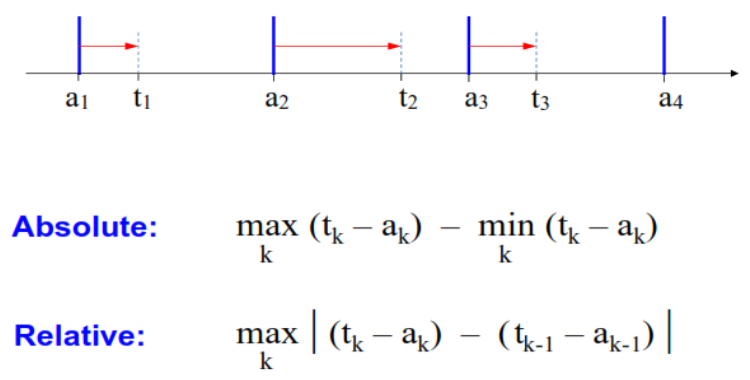 a₁ t₁ a₂ t₂ a₃ t₃ a₄
Absolute: max (tₖ – aₖ) – min (tₖ – aₖ)
k k
Relative: max | (tₖ – aₖ) – (tₖ₋₁ – aₖ₋₁) |
k